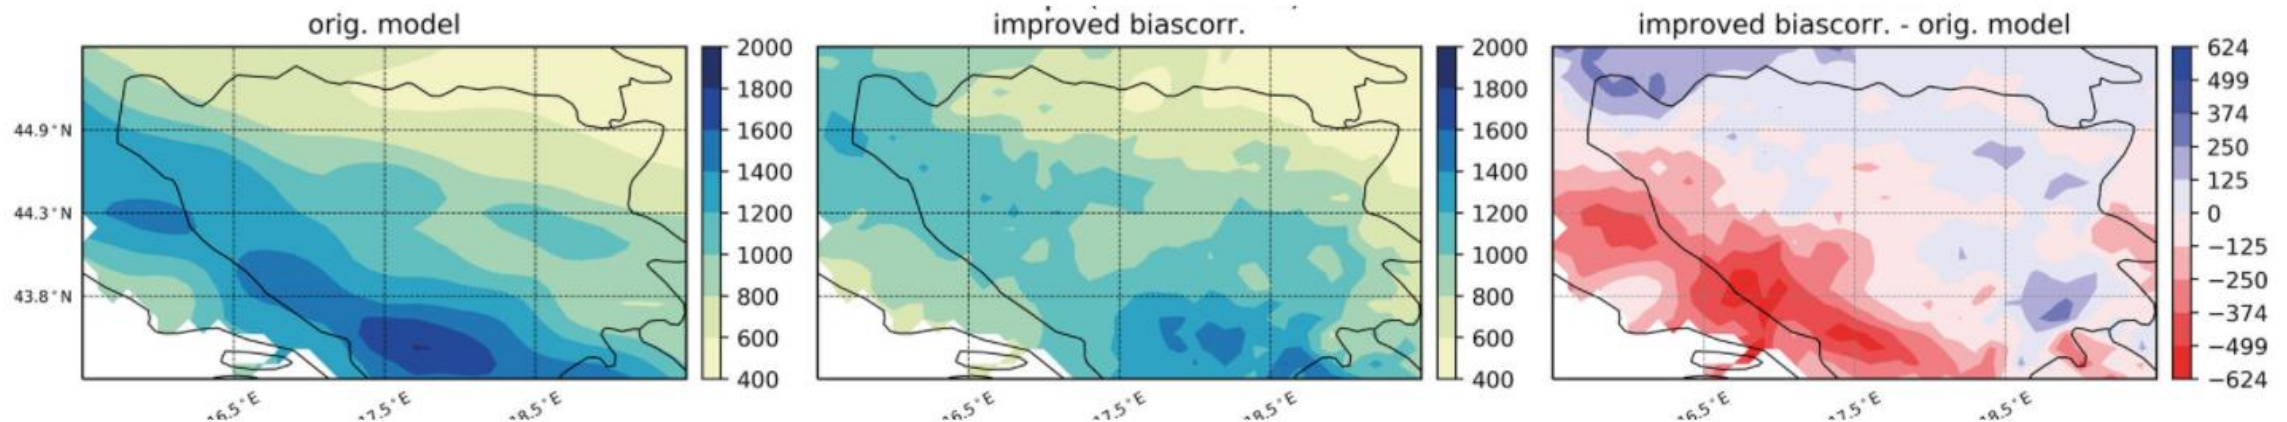 orig. model
improved biascorr.
improved biascorr. - orig. model
2000
1800
1600
1400
1200
1000
800
600
400
2000
1800
1600
1400
1200
1000
800
600
400
624
499
374
250
125
0
−125
−250
−374
−499
−624
44.9°N
44.3°N
43.8°N
16.5°E
17.5°E
18.5°E
16.5°E
17.5°E
18.5°E
16.5°E
17.5°E
18.5°E